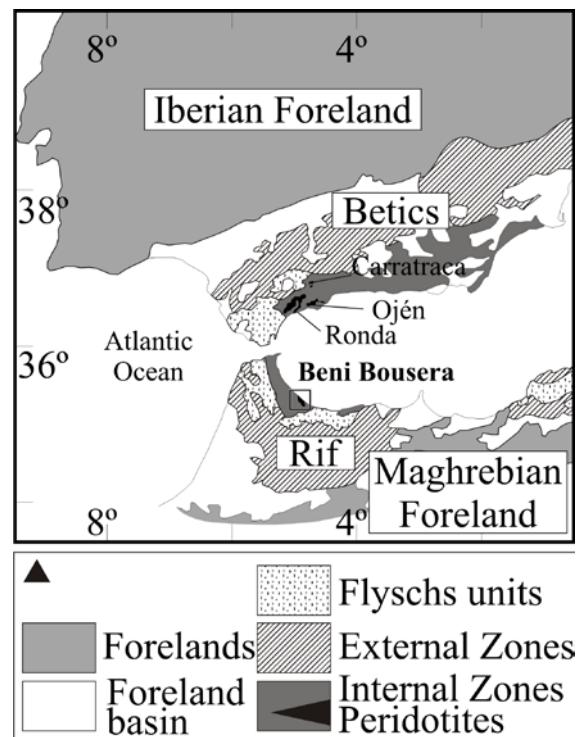 8º
4º
Iberian Foreland
38º
Betics
Carratraca
Ojén
Ronda
Atlantic
Ocean
36º
Beni Bousera
Rif
Maghrebian
Foreland
8º
4º
Flyschs units
Forelands
External Zones
Foreland
basin
Internal Zones
Peridotites